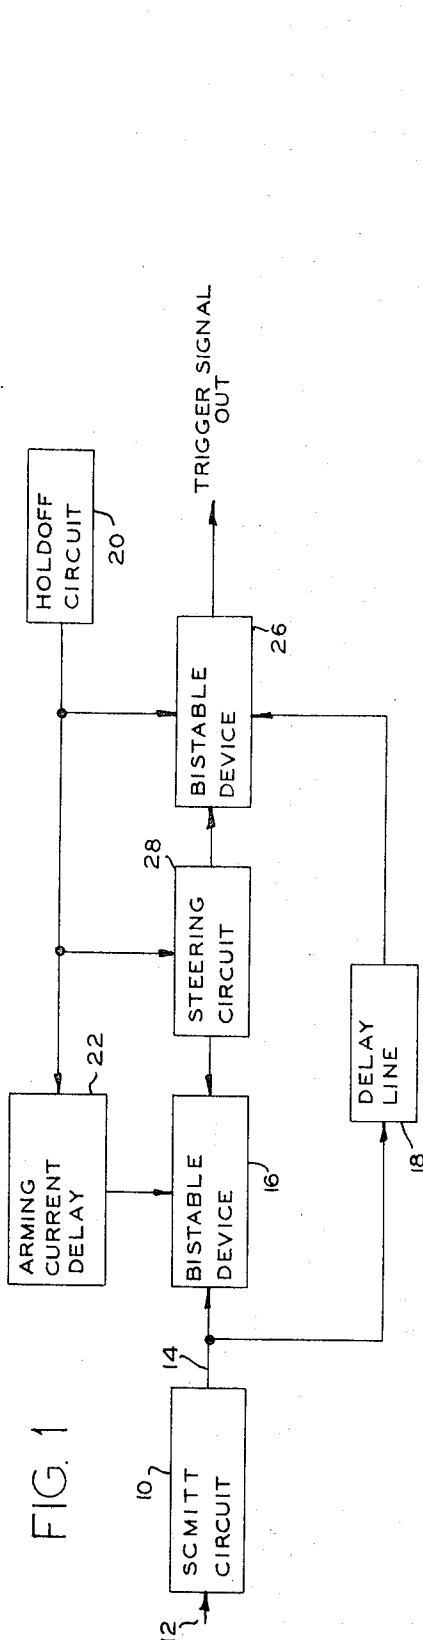 FIG. 1
12
10
SCMITT
CIRCUIT
14
ARMING
CURRENT
DELAY
22
BISTABLE
DEVICE
16
DELAY
LINE
18
STEERING
CIRCUIT
28
BISTABLE
DEVICE
26
HOLDOFF
CIRCUIT
20
TRIGGER SIGNAL
OUT